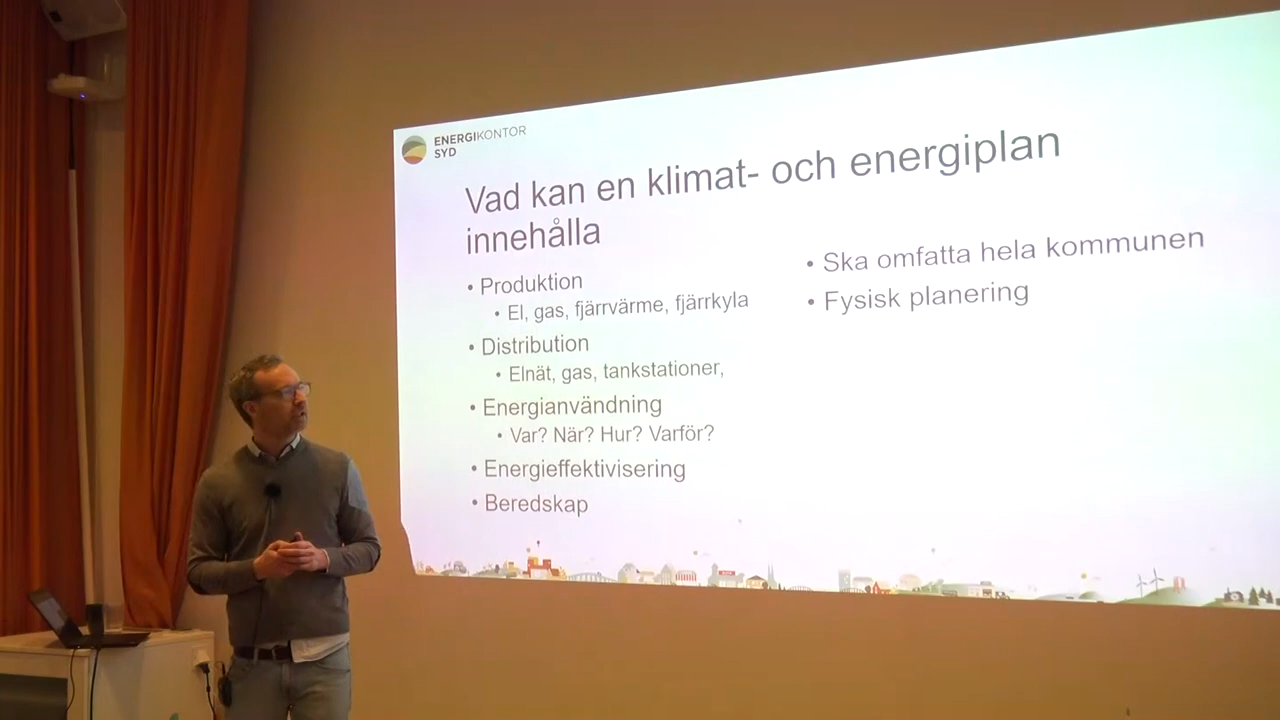 ENERGIKONTOR
SYD
Vad kan en klimat- och energiplan
innehålla
• Produktion
• El, gas, fjärrvärme, fjärrkyla
• Distribution
• Elnät, gas, tankstationer,
• Energianvändning
• Var? När? Hur? Varför?
• Energieffektivisering
• Beredskap
• Ska omfatta hela kommunen
• Fysisk planering